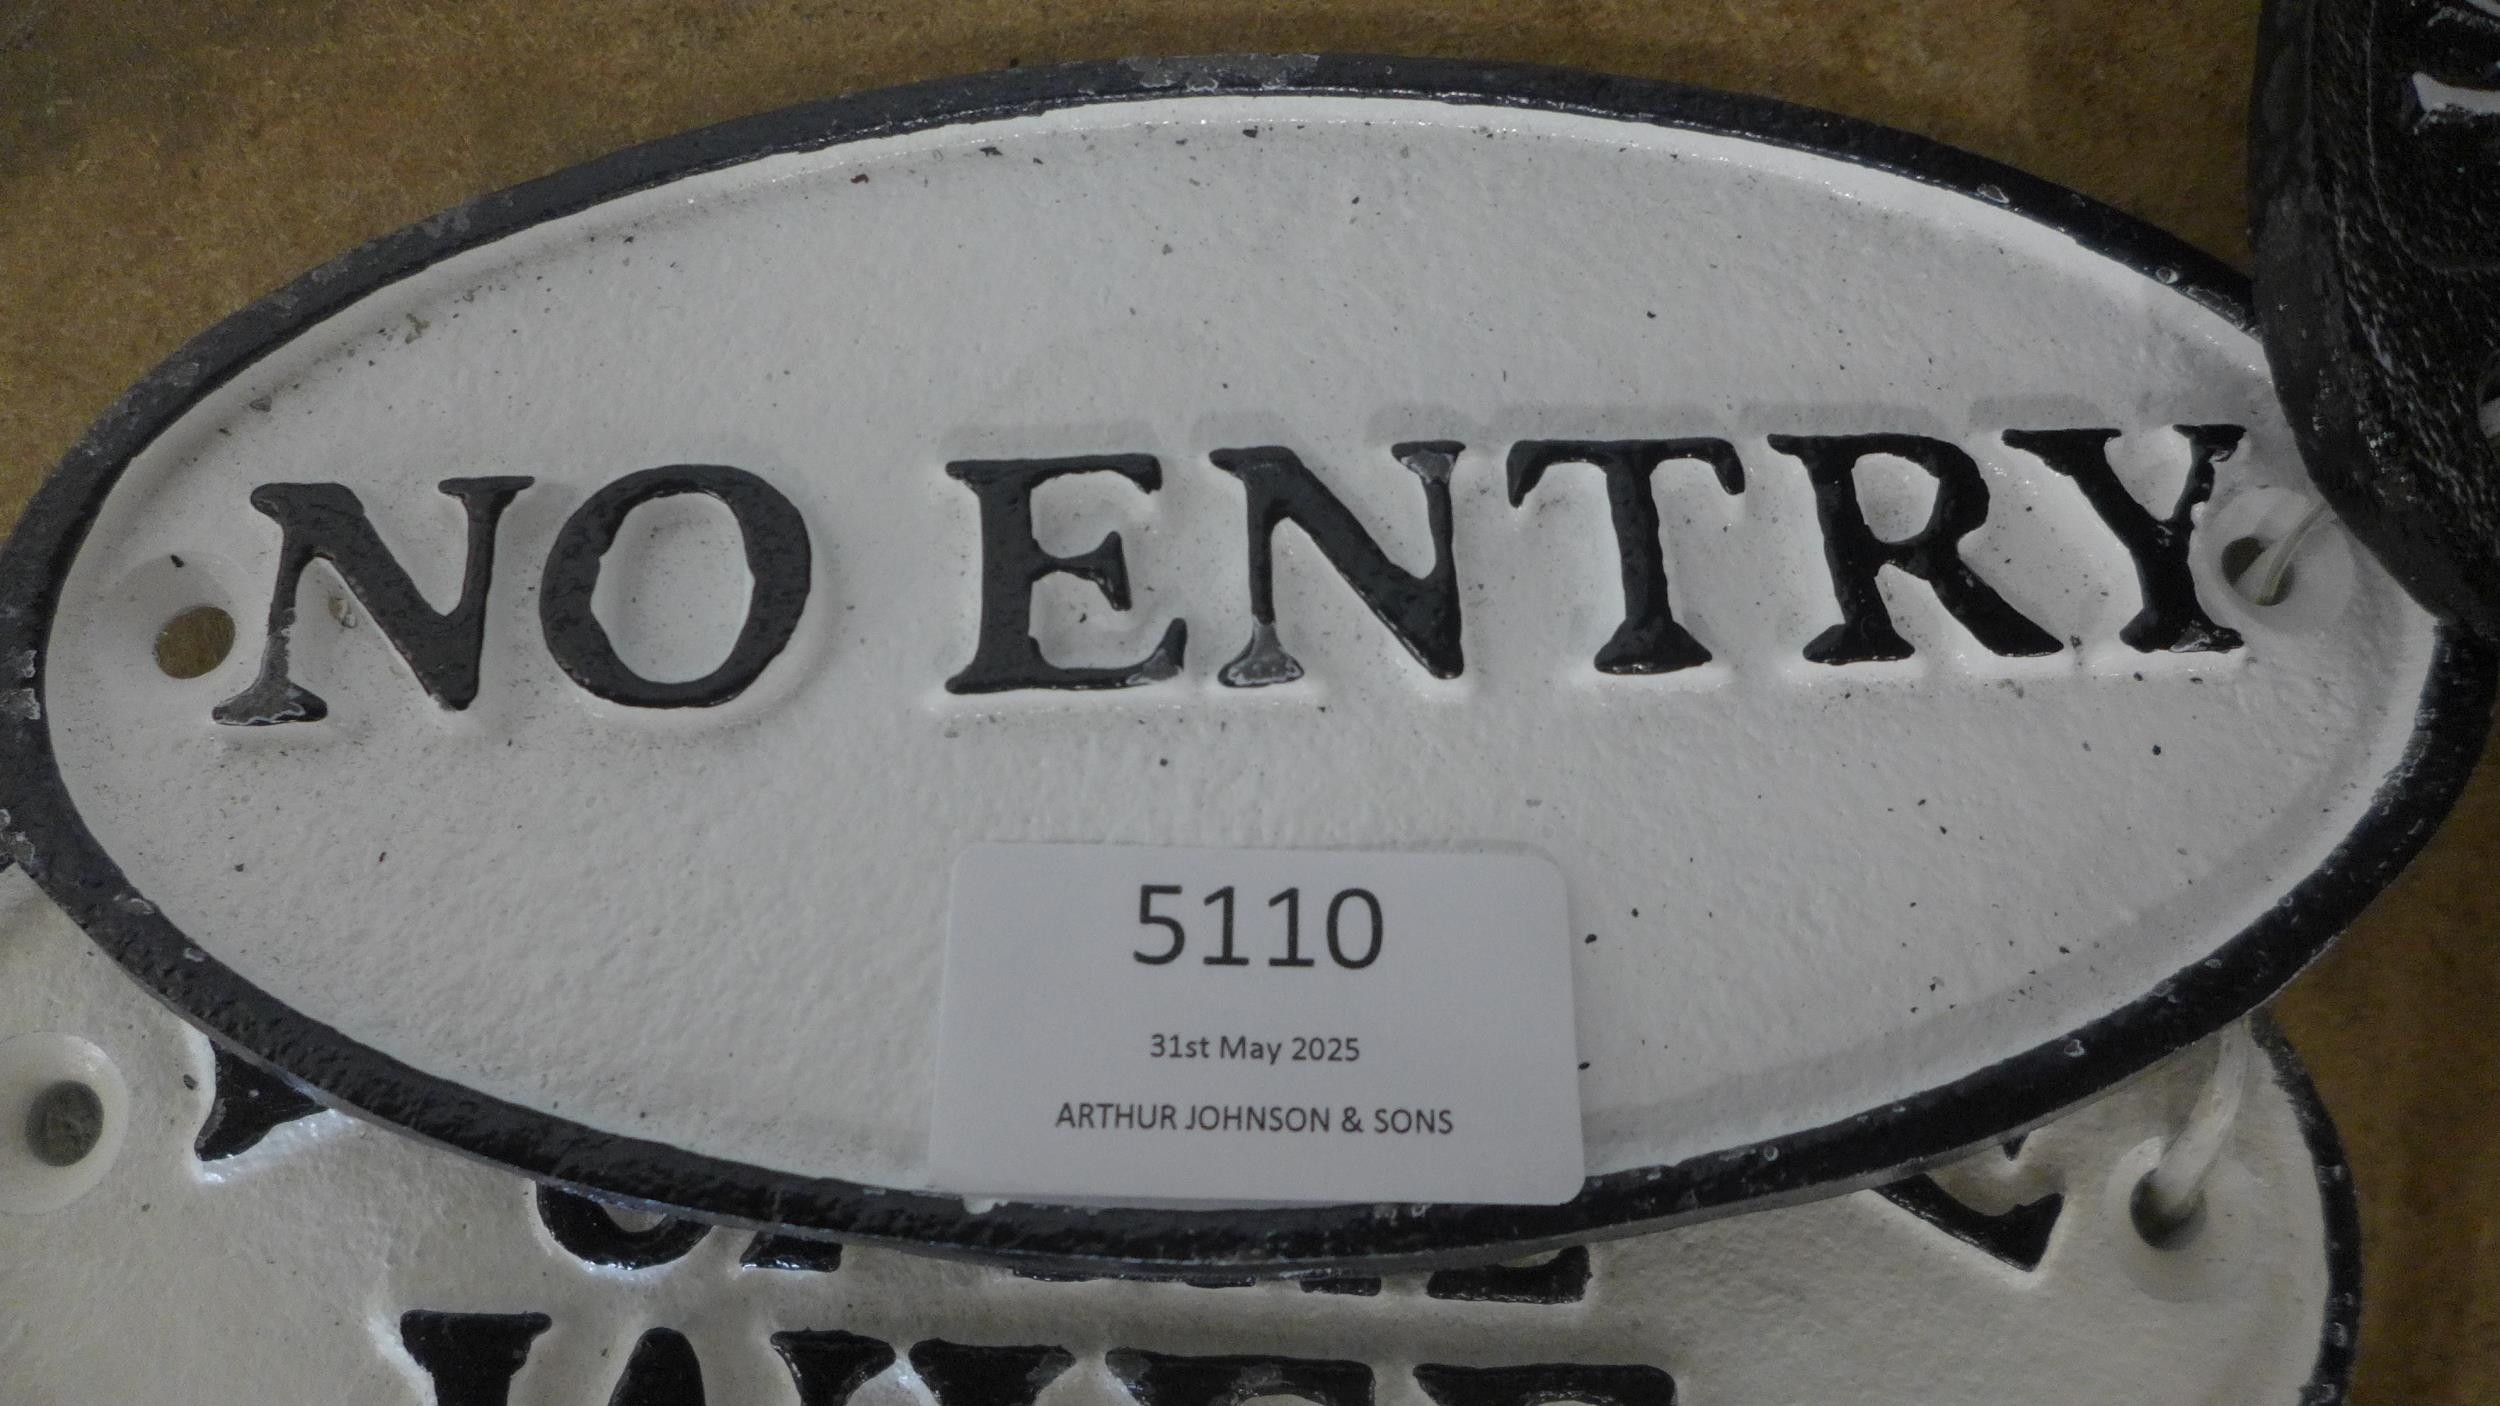 NO ENTRY
5110
31st May 2025
ARTHUR JOHNSON & SONS